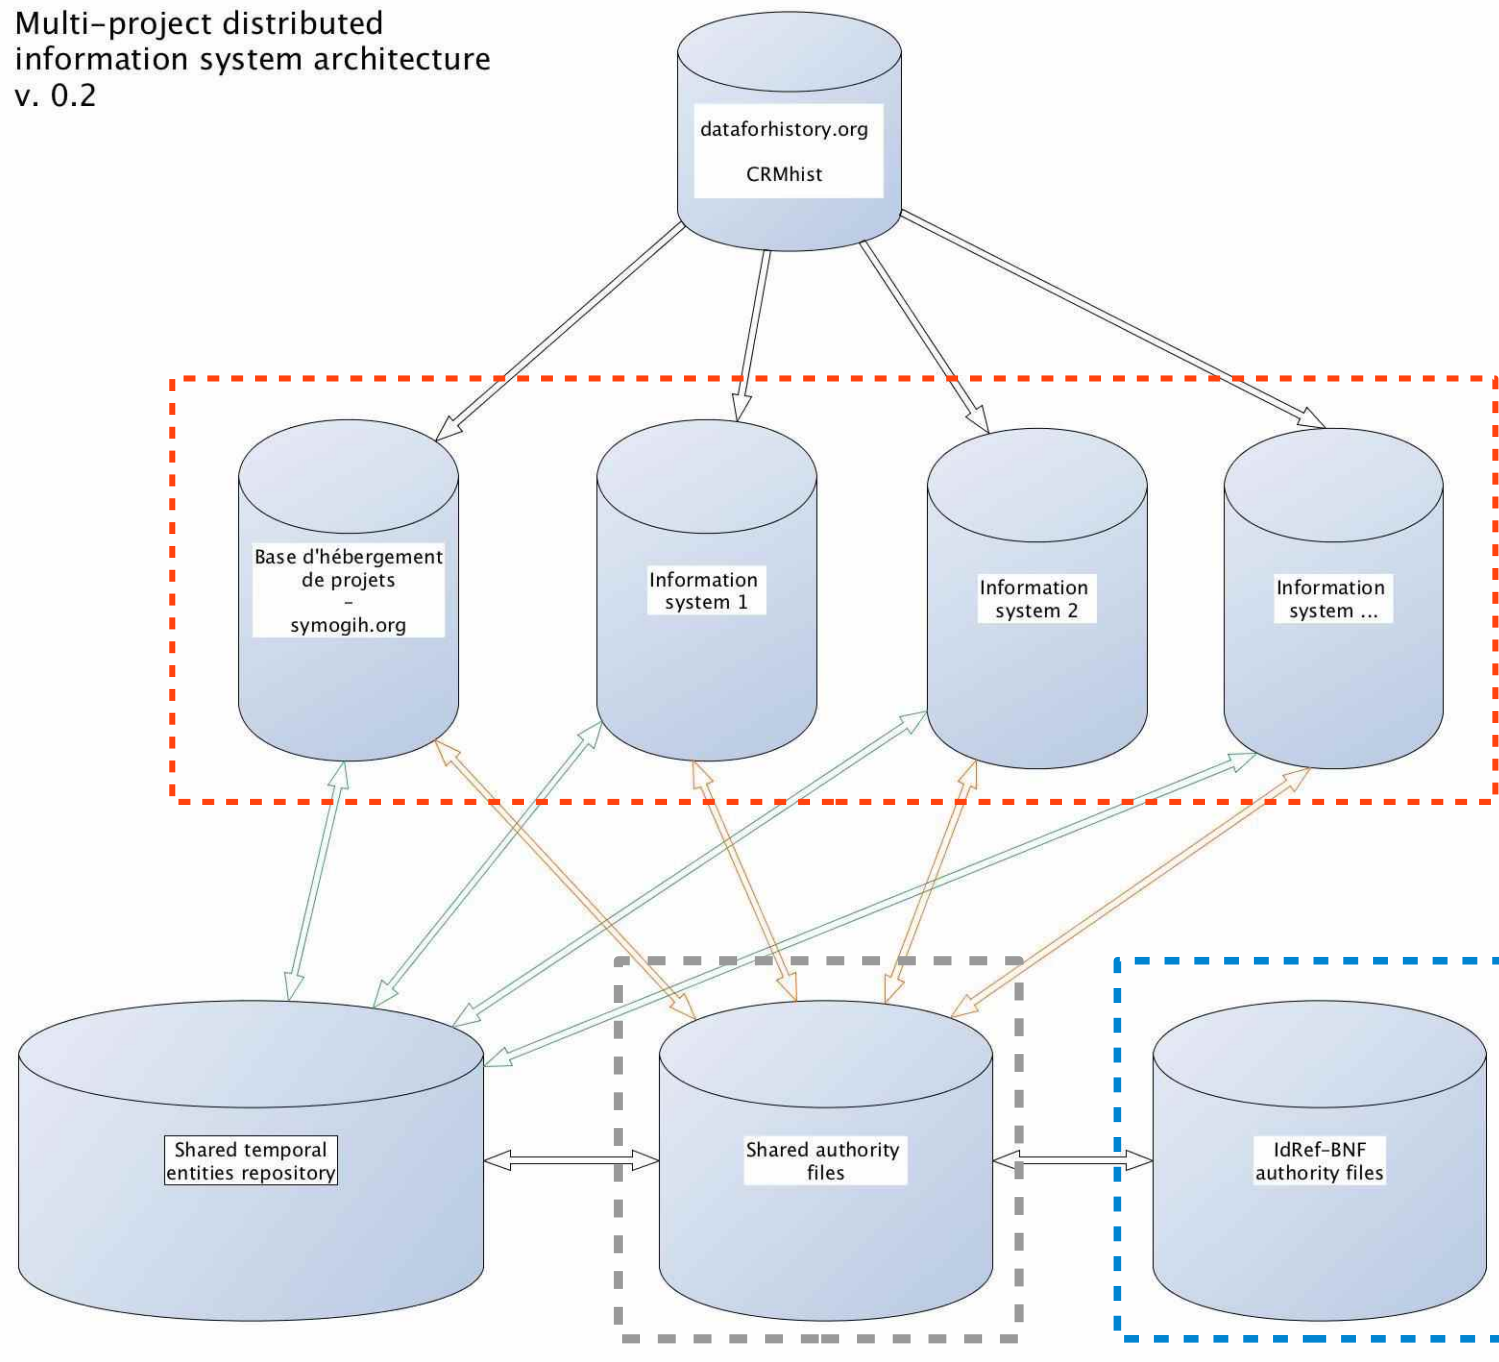 Multi-project distributed
information system architecture
v. 0.2
dataforhistory.org
CRMhist
Base d'hébergement
de projets
-
symogih.org
Information
system 1
Information
system 2
Information
system ...
Shared temporal
entities repository
Shared authority
files
IdRef-BNF
authority files